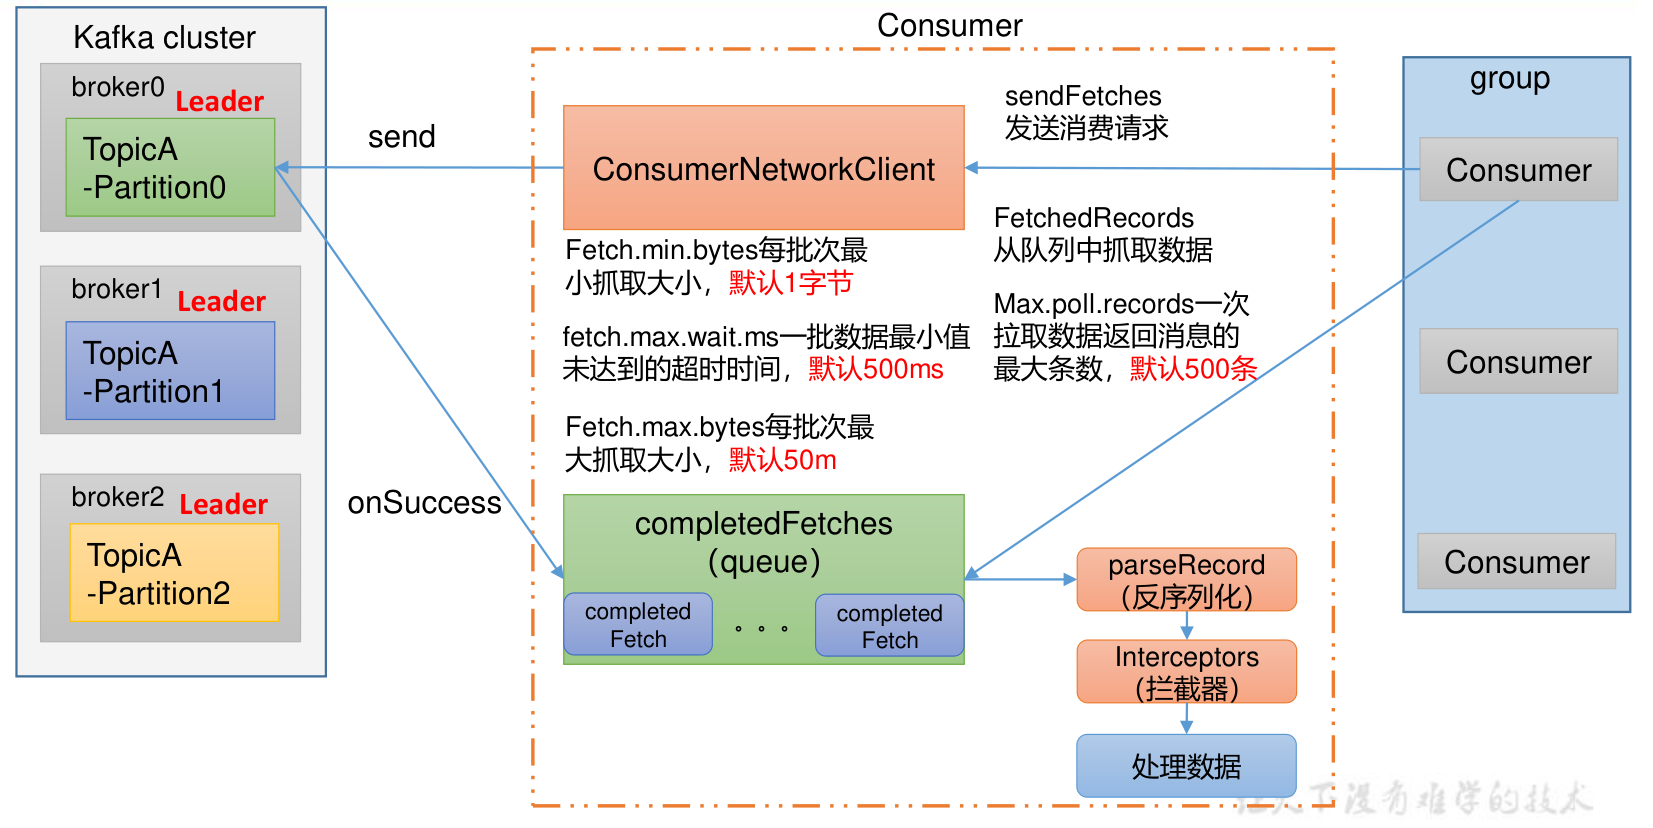 Kafka cluster
broker0
Leader
TopicA
-Partition0
broker1
Leader
TopicA
-Partition1
broker2
Leader
TopicA
-Partition2
send
onSuccess
Consumer
ConsumerNetworkClient
Fetch.min.bytes每批次最
小抓取大小，默认1字节
fetch.max.wait.ms一批数据最小值
未达到的超时时间，默认500ms
Fetch.max.bytes每批次最
大抓取大小，默认50m
completedFetches
（queue）
completed
Fetch
。。。
completed
Fetch
sendFetches
发送消费请求
FetchedRecords
从队列中抓取数据
Max.poll.records一次
拉取数据返回消息的
最大条数，默认500条
parseRecord
（反序列化）
Interceptors
（拦截器）
处理数据
group
Consumer
Consumer
Consumer
让天下没有难学的技术